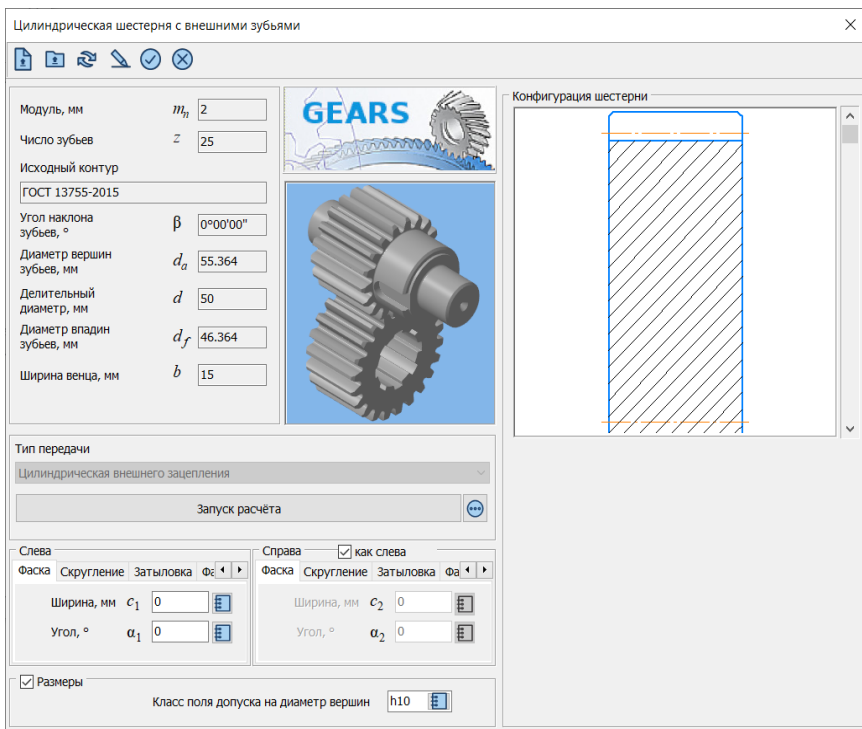 Цилиндрическая шестерня с внешними зубьями
Модуль, мм mn 2
Число зубьев z 25
Исходный контур
ГОСТ 13755-2015
Угол наклона
зубьев, ° β 0°00'00"
Диаметр вершин
зубьев, мм da 55.364
Делительный
диаметр, мм d 50
Диаметр впадин
зубьев, мм df 46.364
Ширина венца, мм b 15
GEARS
Конфигурация шестерни
Тип передачи
Цилиндрическая внешнего зацепления
Запуск расчёта
Слева
Фаска Скругление Затыловка Фа
Ширина, мм c1 0
Угол, ° α1 0
Справа как слева
Фаска Скругление Затыловка Фа
Ширина, мм c2 0
Угол, ° α2 0
Размеры
Класс поля допуска на диаметр вершин h10